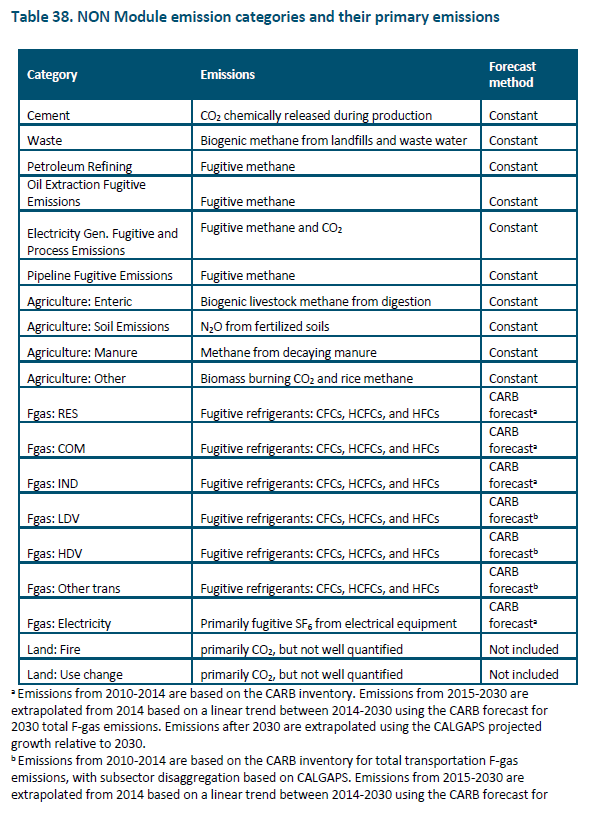 Table 38. NON Module emission categories and their primary emissions
Category Emissions Forecast method
Cement CO₂ chemically released during production Constant
Waste Biogenic methane from landfills and waste water Constant
Petroleum Refining Fugitive methane Constant
Oil Extraction Fugitive Emissions Fugitive methane Constant
Electricity Gen. Fugitive and Process Emissions Fugitive methane and CO₂ Constant
Pipeline Fugitive Emissions Fugitive methane Constant
Agriculture: Enteric Biogenic livestock methane from digestion Constant
Agriculture: Soil Emissions N₂O from fertilized soils Constant
Agriculture: Manure Methane from decaying manure Constant
Agriculture: Other Biomass burning CO₂ and rice methane Constant
Fgas: RES Fugitive refrigerants: CFCs, HCFCs, and HFCs CARB forecastᵃ
Fgas: COM Fugitive refrigerants: CFCs, HCFCs, and HFCs CARB forecastᵃ
Fgas: IND Fugitive refrigerants: CFCs, HCFCs, and HFCs CARB forecastᵃ
Fgas: LDV Fugitive refrigerants: CFCs, HCFCs, and HFCs CARB forecastᵇ
Fgas: HDV Fugitive refrigerants: CFCs, HCFCs, and HFCs CARB forecastᵇ
Fgas: Other trans Fugitive refrigerants: CFCs, HCFCs, and HFCs CARB forecastᵇ
Fgas: Electricity Primarily fugitive SF₆ from electrical equipment CARB forecastᵃ
Land: Fire primarily CO₂, but not well quantified Not included
Land: Use change primarily CO₂, but not well quantified Not included
ᵃ Emissions from 2010-2014 are based on the CARB inventory. Emissions from 2015-2030 are
extrapolated from 2014 based on a linear trend between 2014-2030 using the CARB forecast for
2030 total F-gas emissions. Emissions after 2030 are extrapolated using the CALGAPS projected
growth relative to 2030.
ᵇ Emissions from 2010-2014 are based on the CARB inventory for total transportation F-gas
emissions, with subsector disaggregation based on CALGAPS. Emissions from 2015-2030 are
extrapolated from 2014 based on a linear trend between 2014-2030 using the CARB forecast for